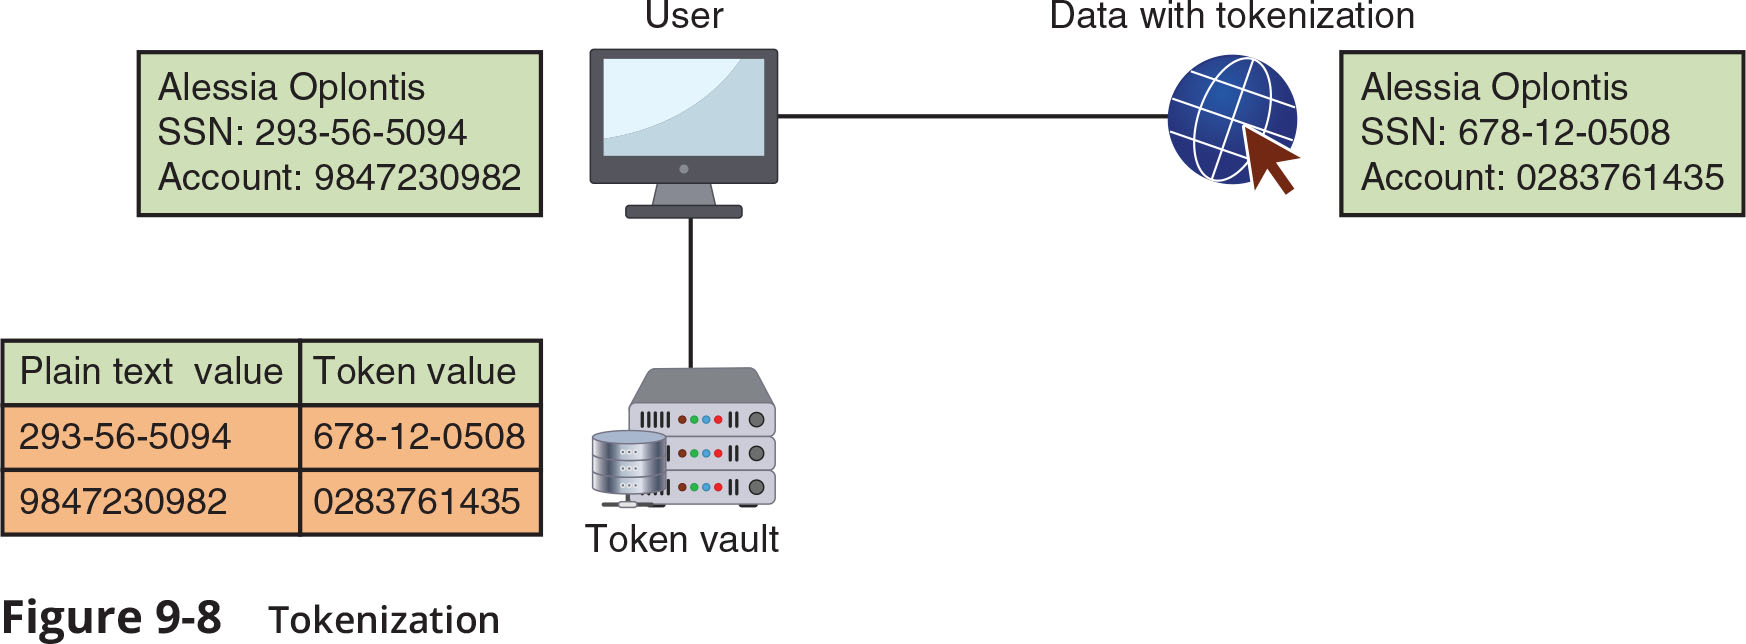 User
Data with tokenization
Alessia Oplontis
SSN: 293-56-5094
Account: 9847230982
Alessia Oplontis
SSN: 678-12-0508
Account: 0283761435
Plain text  value Token value
293-56-5094 678-12-0508
9847230982 0283761435
Token vault
Figure 9-8 Tokenization